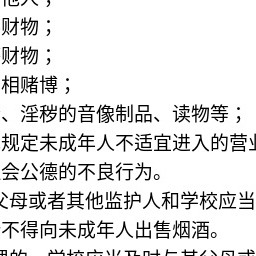 他人；
财物；
财物；
相赌博；
、淫秽的音像制品、读物等；
规定未成年人不适宜进入的营业
会公德的不良行为。
父母或者其他监护人和学校应当
不得向未成年人出售烟酒。